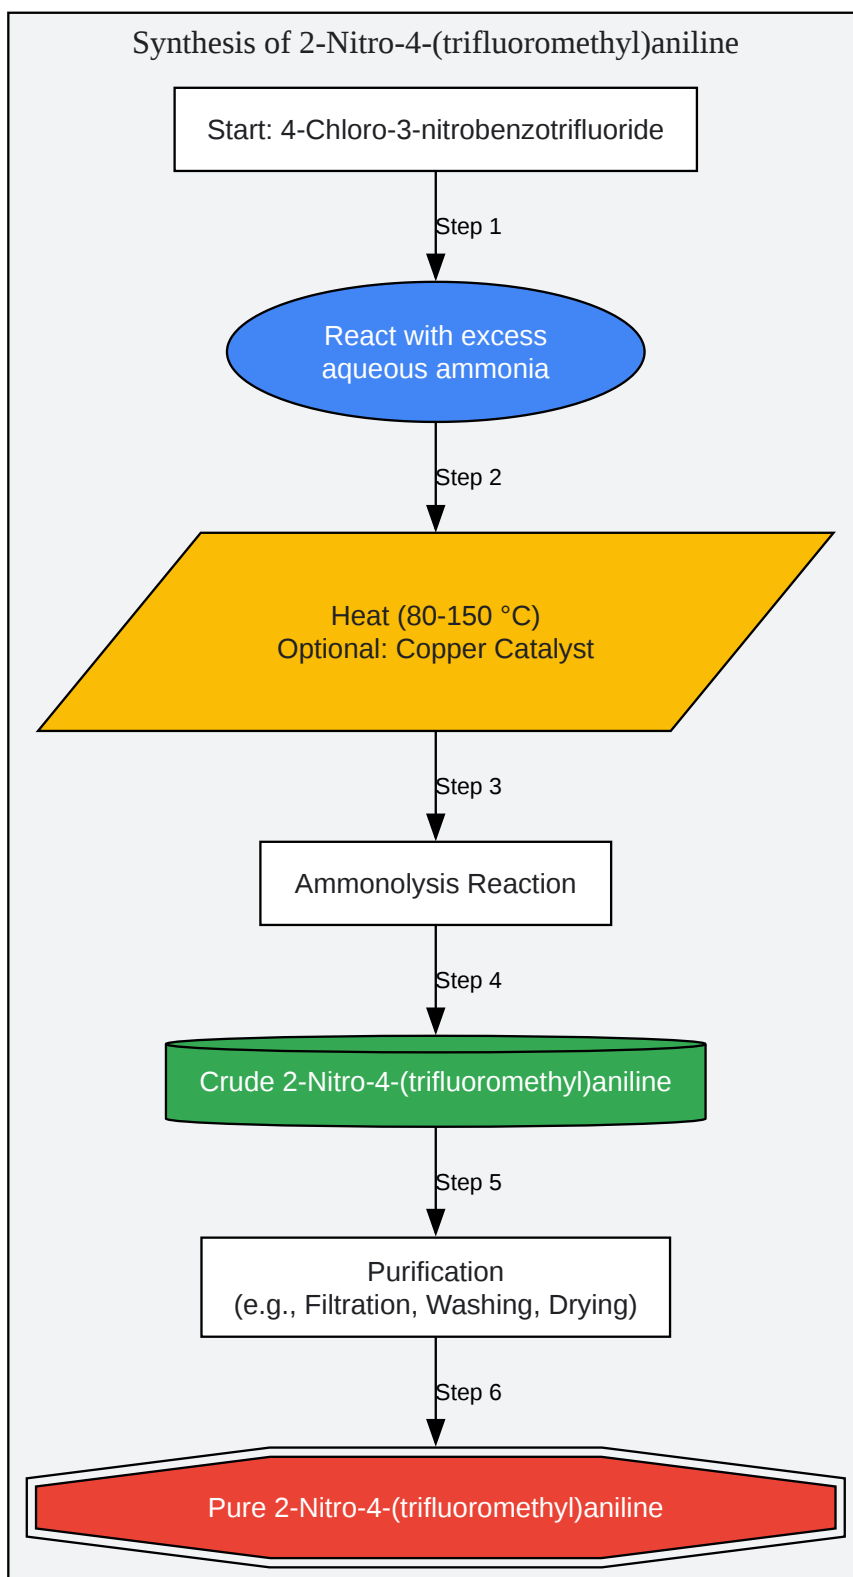 Synthesis of 2-Nitro-4-(trifluoromethyl)aniline
Start: 4-Chloro-3-nitrobenzotrifluoride
Step 1
React with excess
aqueous ammonia
Step 2
Heat (80-150 °C)
Optional: Copper Catalyst
Step 3
Ammonolysis Reaction
Step 4
Crude 2-Nitro-4-(trifluoromethyl)aniline
Step 5
Purification
(e.g., Filtration, Washing, Drying)
Step 6
Pure 2-Nitro-4-(trifluoromethyl)aniline